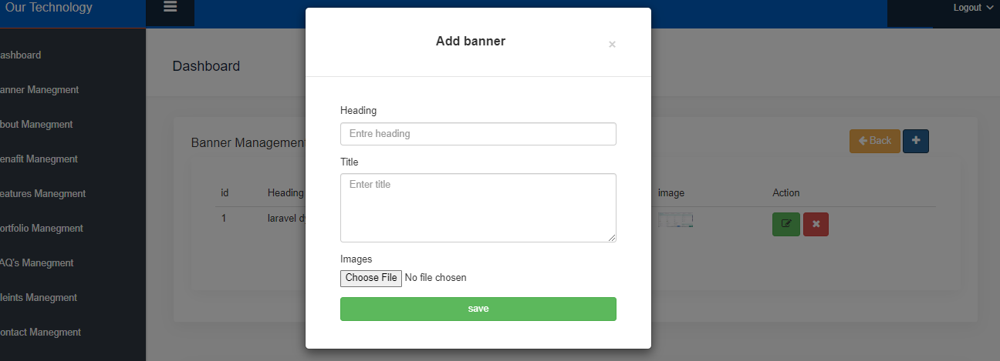 Our Technology
Logout
ashboard
anner Manegment
bout Manegment
enafit Manegment
eatures Manegment
ortfolio Manegment
AQ's Manegment
leints Manegment
ontact Manegment
Dashboard
Banner Management
Back
id
Heading
image
Action
1
laravel d
Add banner
×
Heading
Entre heading
Title
Enter title
Images
Choose File No file chosen
save